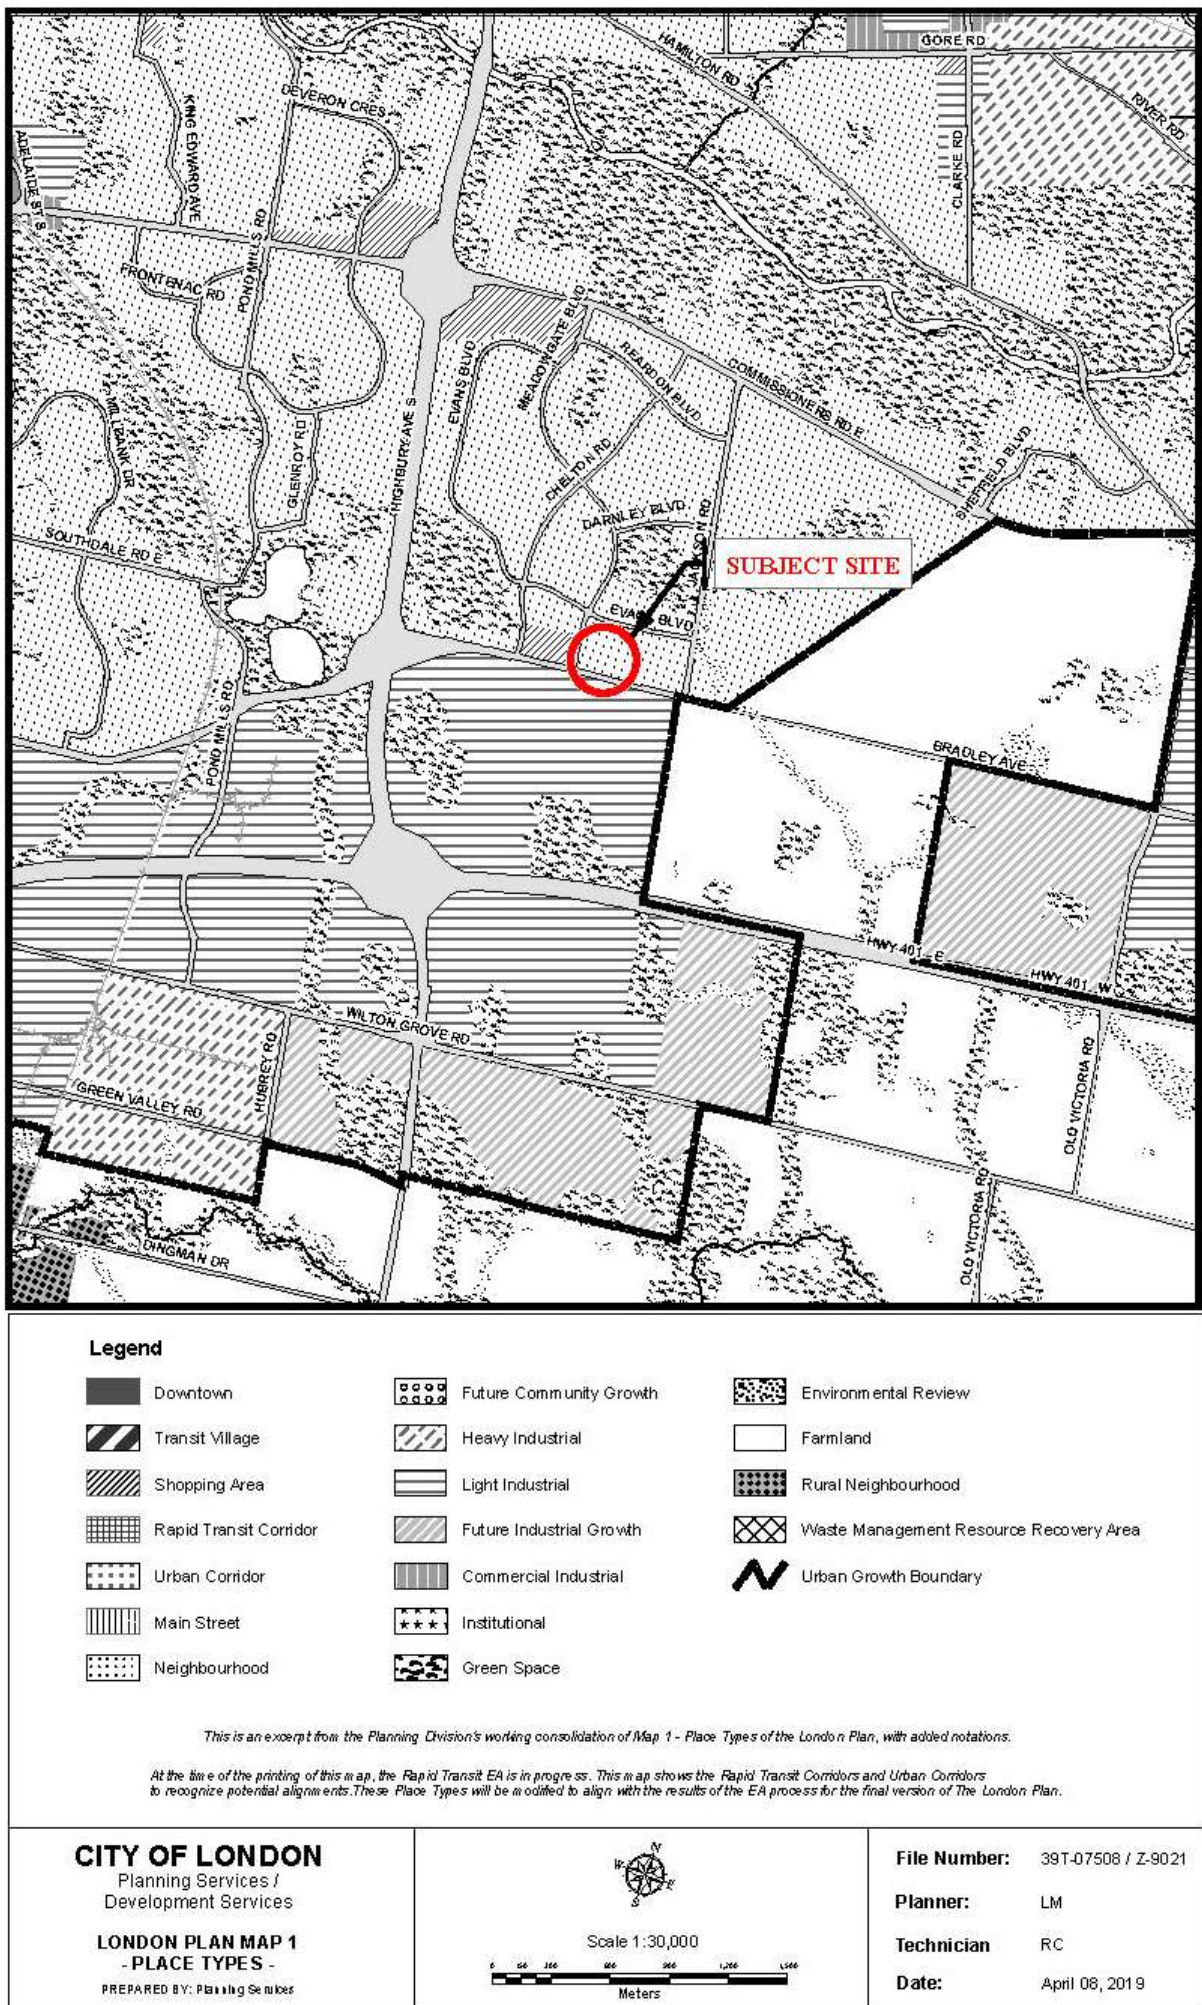 GORE RD
HAMILTON RD
RIVER RD
CLARKE RD
DEVERON CRES
KING EDWARD AVE
ADELAIDE ST S
POND MILLS RD
FRONTENAC RD
EVANS BLVD
MEADOWGATE BLVD
REARDON BLVD
COMMISSIONERS RD E
MILLBANK DR
GLENROY RD
HIGHBURY AVE S
CHELTON RD
SHEFFIELD BLVD
DARNLEY BLVD
SOUTHDALE RD E
SUBJECT SITE
EVANS BLVD
POND MILLS RD
BRADLEY AVE
HWY 401 E
HWY 401 W
WILTON GROVE RD
HUBREY RD
GREEN VALLEY RD
OLD VICTORIA RD
OLD VICTORIA RD
DINGMAN DR
Legend
Downtown
Transit Village
Shopping Area
Rapid Transit Corridor
Urban Corridor
Main Street
Neighbourhood
Future Community Growth
Heavy Industrial
Light Industrial
Future Industrial Growth
Commercial Industrial
Institutional
Green Space
Environmental Review
Farmland
Rural Neighbourhood
Waste Management Resource Recovery Area
Urban Growth Boundary
This is an excerpt from the Planning Division's working consolidation of Map 1 - Place Types of the London Plan, with added notations.
At the time of the printing of this map, the Rapid Transit EA is in progress. This map shows the Rapid Transit Corridors and Urban Corridors
to recognize potential alignments. These Place Types will be modified to align with the results of the EA process for the final version of The London Plan.
CITY OF LONDON
Planning Services /
Development Services
LONDON PLAN MAP 1
- PLACE TYPES -
PREPARED BY: Planning Services
N
W
E
S
Scale 1:30,000
Meters
File Number: 39T-07508 / Z-9021
Planner: LM
Technician RC
Date: April 08, 2019